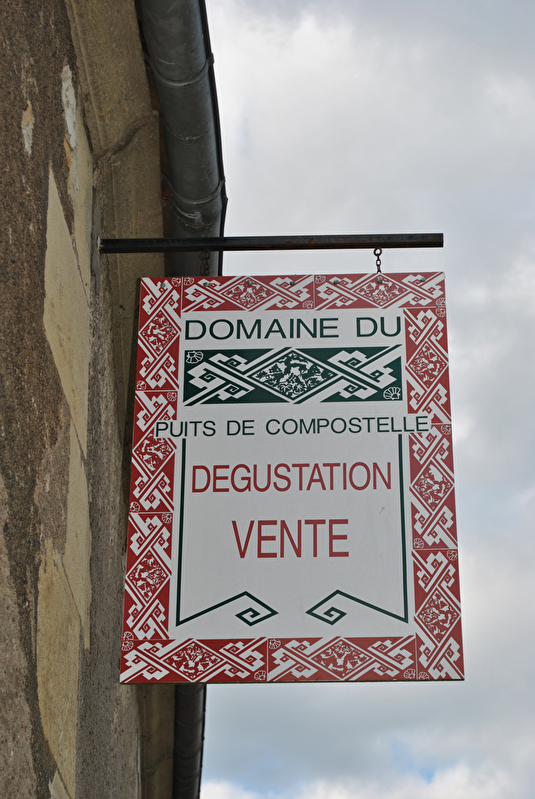 DOMAINE DU
PUITS DE COMPOSTELLE
DEGUSTATION
VENTE